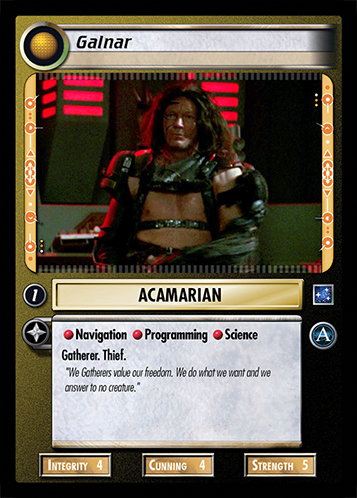 Galnar
1
ACAMARIAN
Navigation Programming Science
A
Gatherer. Thief.
"We Gatherers value our freedom. We do what we want and we
answer to no creature."
INTEGRITY 4 CUNNING 4 STRENGTH 5